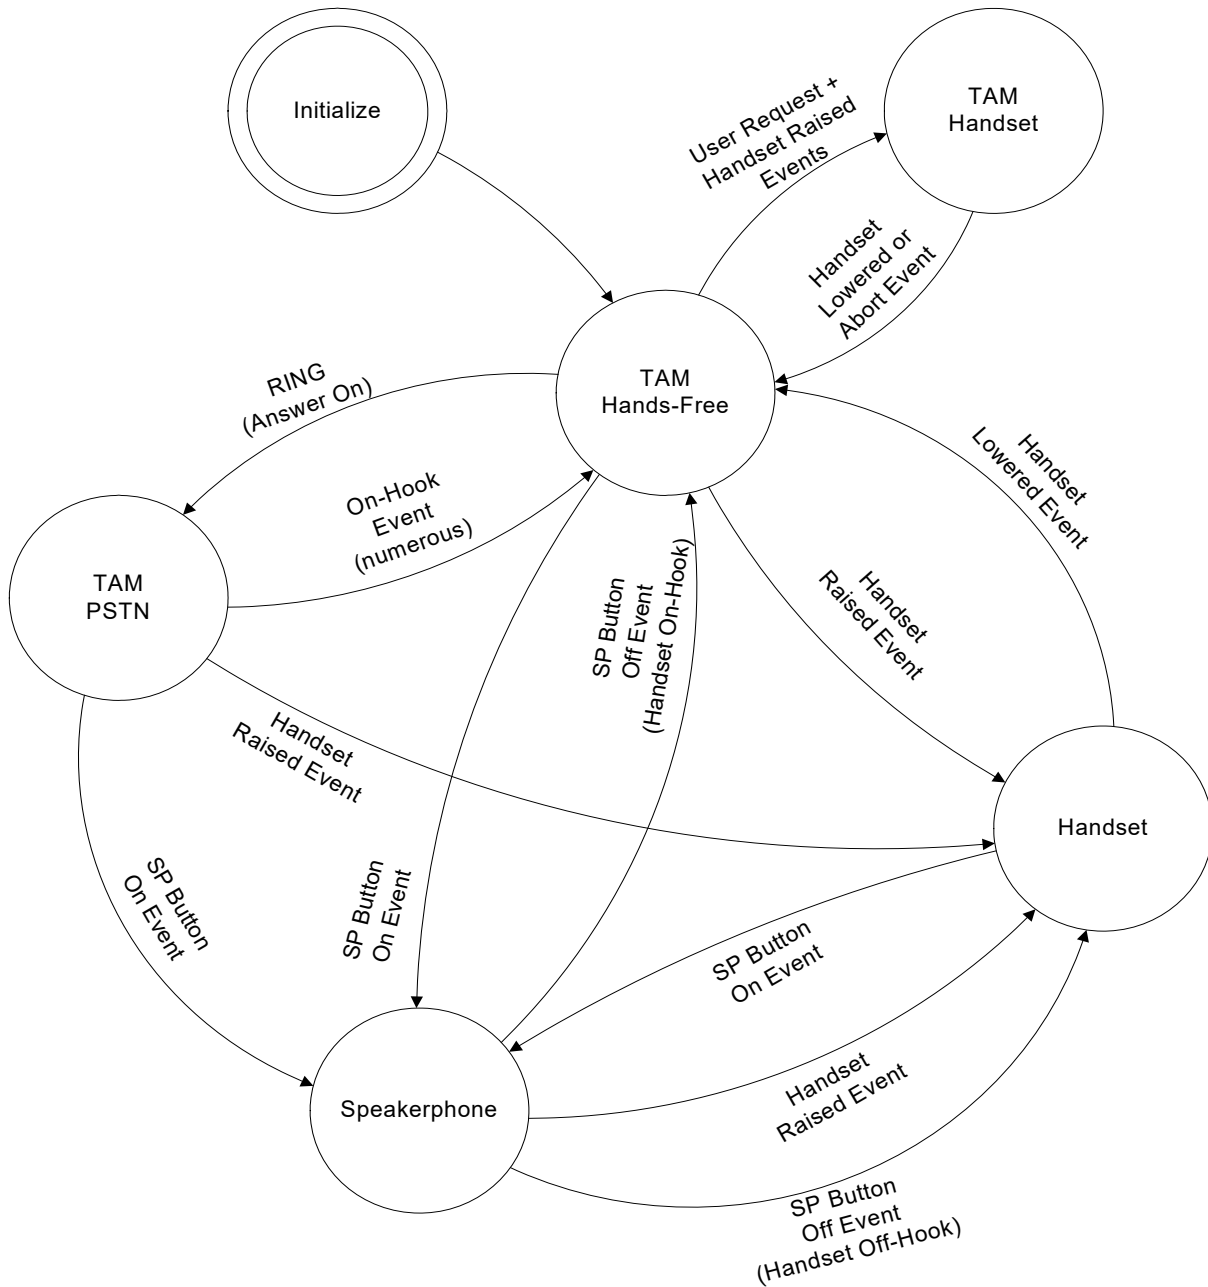 Initialize
TAM
Handset
User Request +
Handset Raised
Events
Handset
Lowered or
Abort Event
TAM
Hands-Free
RING
(Answer On)
On-Hook
Event
(numerous)
Handset
Lowered Event
TAM
PSTN
SP Button
Off Event
(Handset On-Hook)
Handset
Raised Event
Handset
Raised Event
Handset
SP Button
On Event
SP Button
On Event
SP Button
On Event
Speakerphone
Handset
Raised Event
SP Button
Off Event
(Handset Off-Hook)